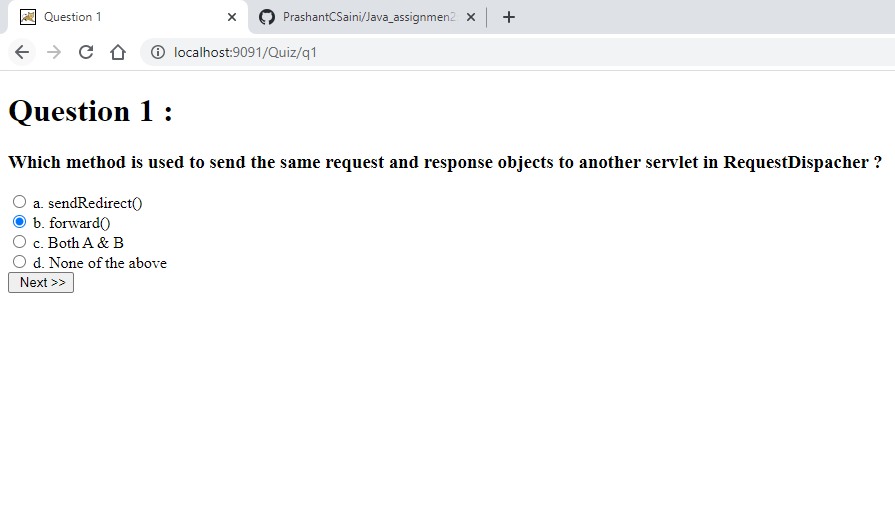 Question 1
PrashantCSaini/Java_assignmen2
localhost:9091/Quiz/q1
Question 1 :
Which method is used to send the same request and response objects to another servlet in RequestDispacher ?
a. sendRedirect()
b. forward()
c. Both A & B
d. None of the above
Next >>